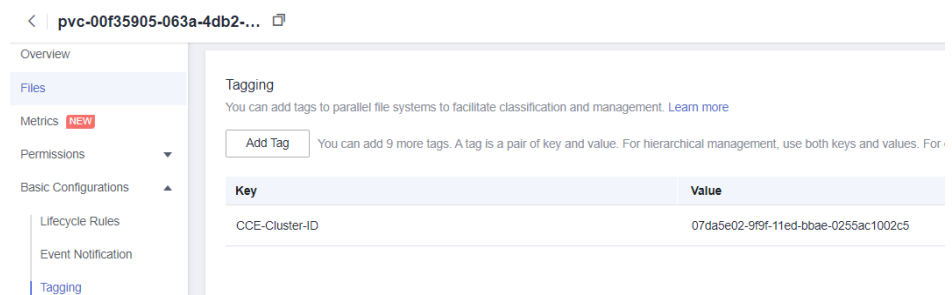 pvc-00f35905-063a-4db2-...
Overview
Files
Metrics NEW
Permissions
Basic Configurations
Lifecycle Rules
Event Notification
Tagging
Tagging
You can add tags to parallel file systems to facilitate classification and management. Learn more
Add Tag You can add 9 more tags. A tag is a pair of key and value. For hierarchical management, use both keys and values. For
Key Value
CCE-Cluster-ID 07da5e02-9f9f-11ed-bbae-0255ac1002c5